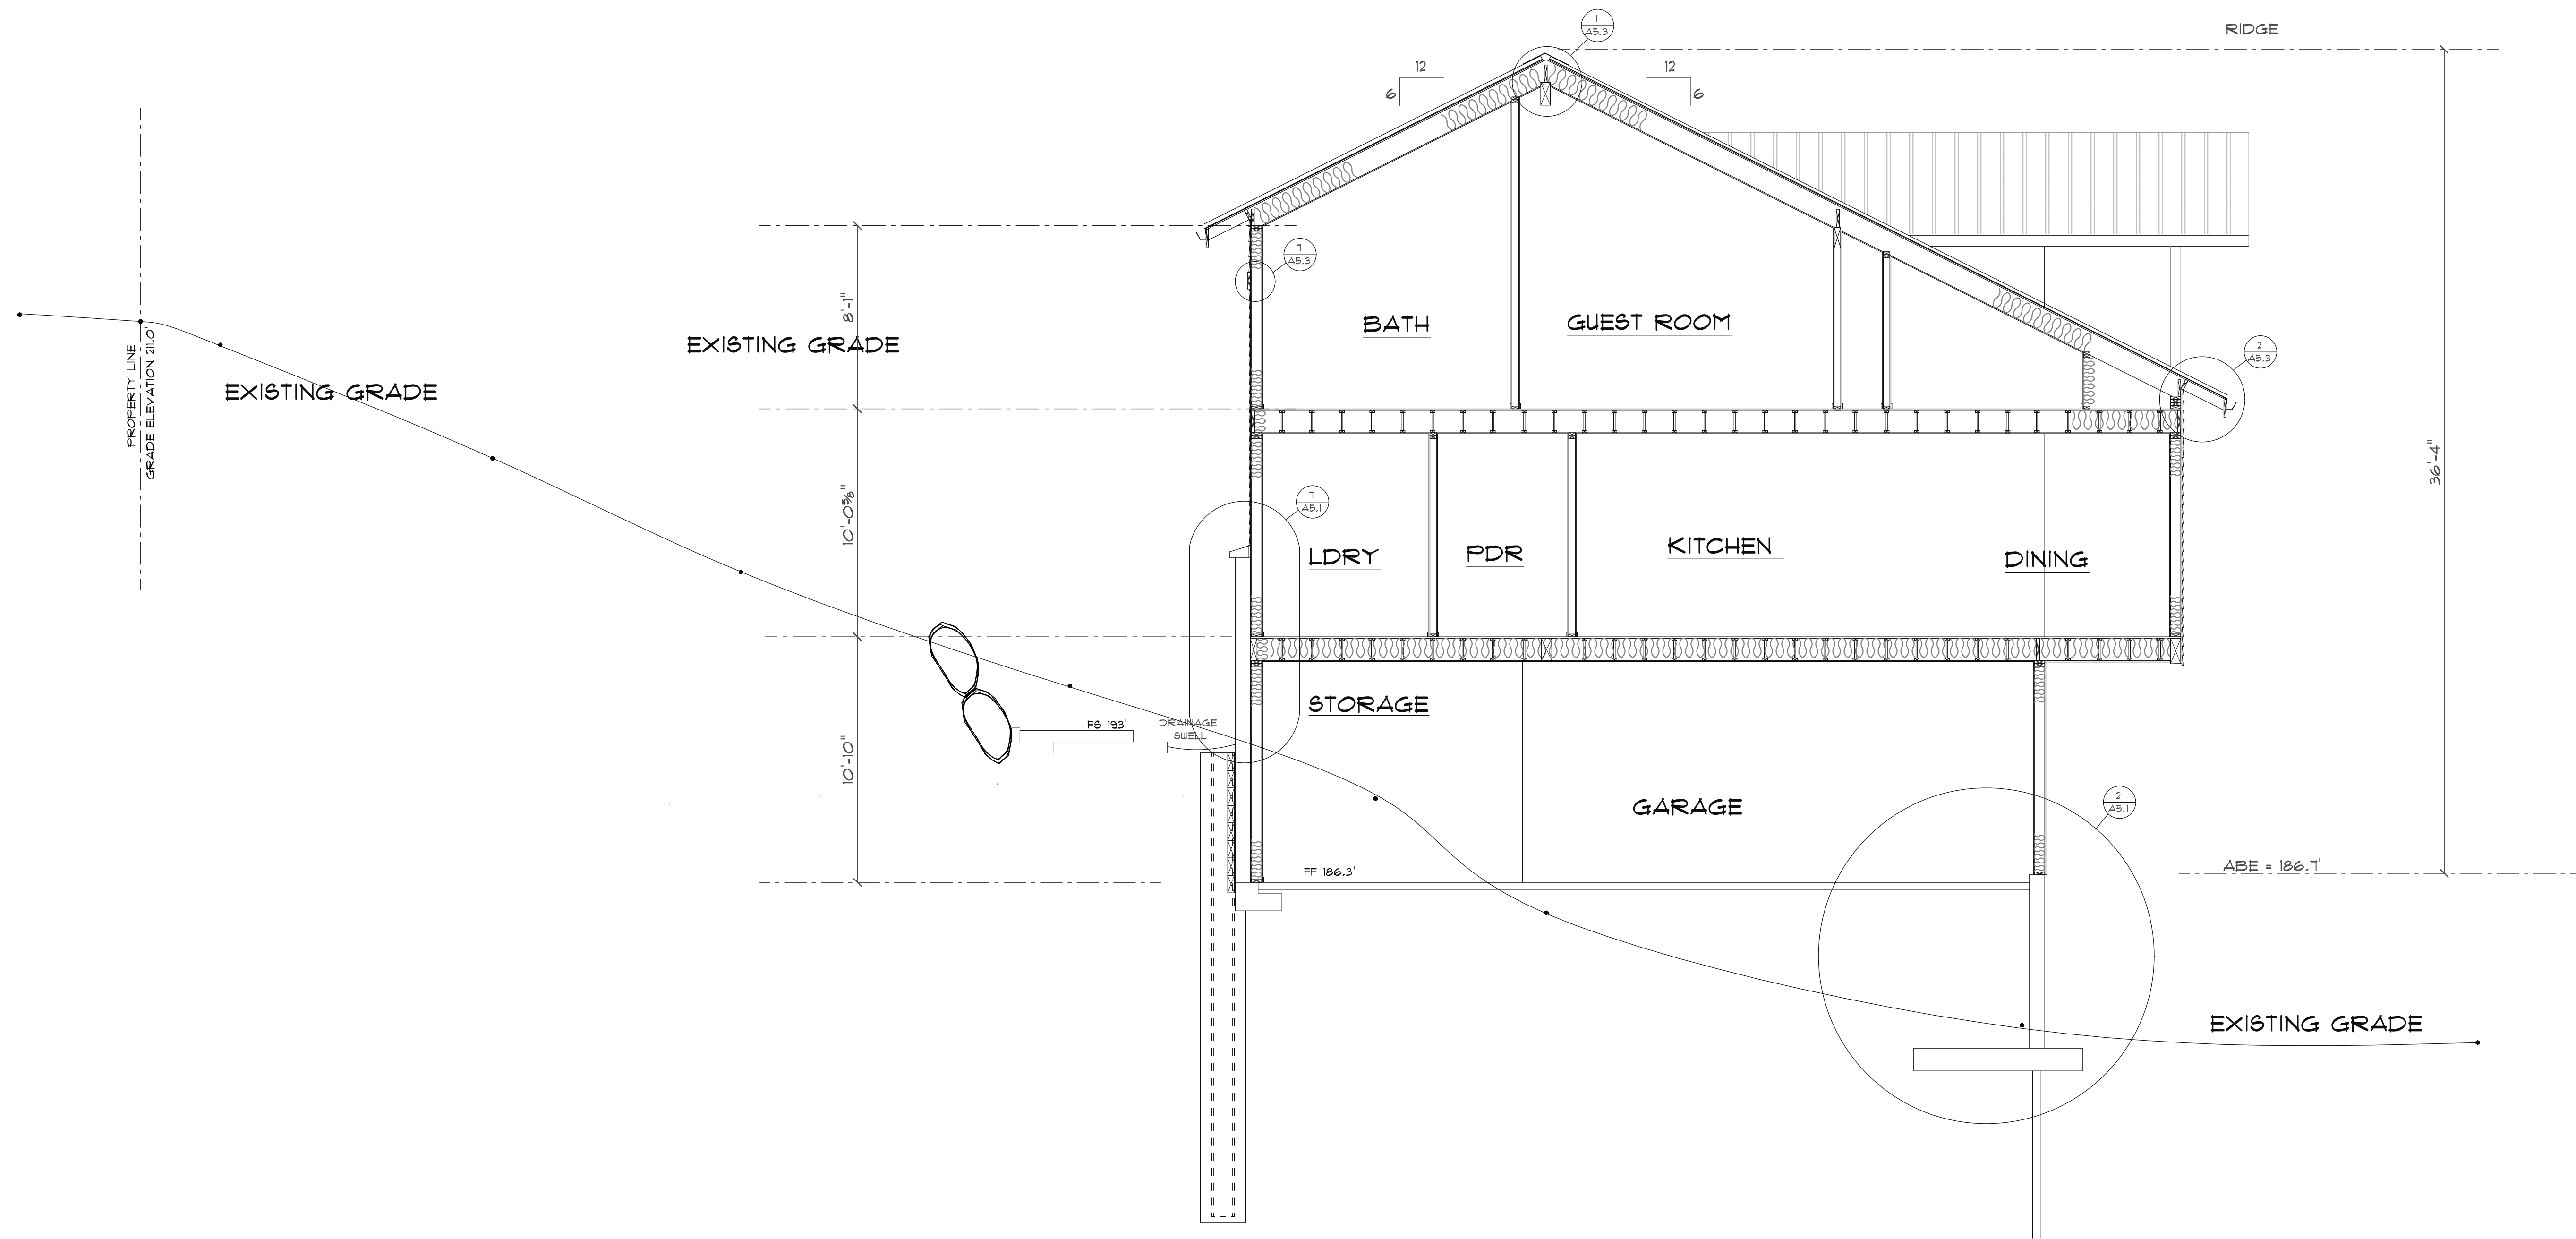 1
A5.3
RIDGE
12
6
12
6
7
A5.3
8'-1"
BATH
GUEST ROOM
EXISTING GRADE
EXISTING GRADE
PROPERTY LINE
GRADE ELEVATION 211.0'
2
A5.3
36'-4"
10'-0 5/8"
7
A5.1
LDRY
PDR
KITCHEN
DINING
STORAGE
FS 193'
DRAINAGE
SWELL
10'-10"
GARAGE
2
A5.1
FF 186.3'
ABE = 186.7'
EXISTING GRADE